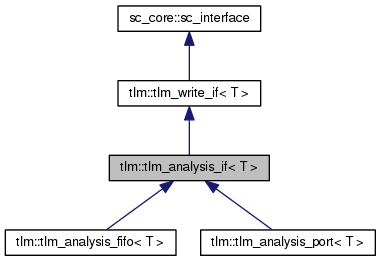 sc_core::sc_interface
tlm::tlm_write_if< T >
tlm::tlm_analysis_if< T >
tlm::tlm_analysis_fifo< T >
tlm::tlm_analysis_port< T >